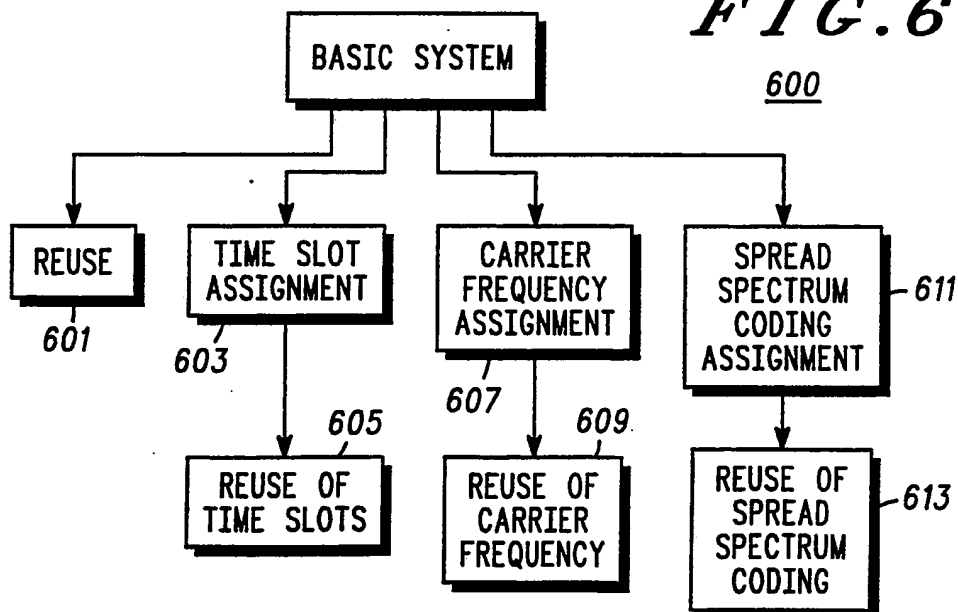 FIG.6
600
BASIC SYSTEM
REUSE
601
TIME SLOT
ASSIGNMENT
603
CARRIER
FREQUENCY
ASSIGNMENT
607
SPREAD
SPECTRUM
CODING
ASSIGNMENT
611
605
REUSE OF
TIME SLOTS
609
REUSE OF
CARRIER
FREQUENCY
REUSE OF
SPREAD
SPECTRUM
CODING
613